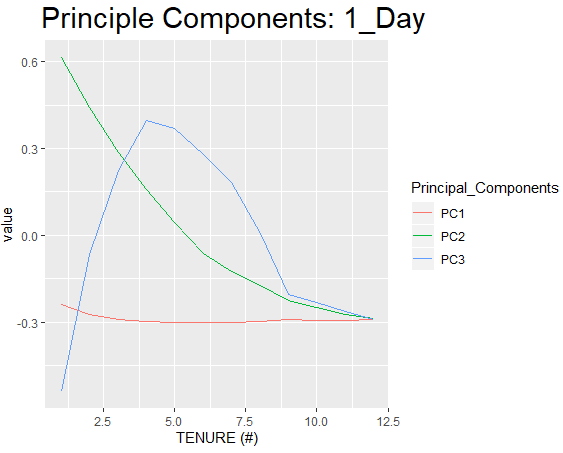 Principle Components: 1_Day
0.6
0.3
0.0
-0.3
value
2.5
5.0
7.5
10.0
12.5
TENURE (#)
Principal_Components
PC1
PC2
PC3